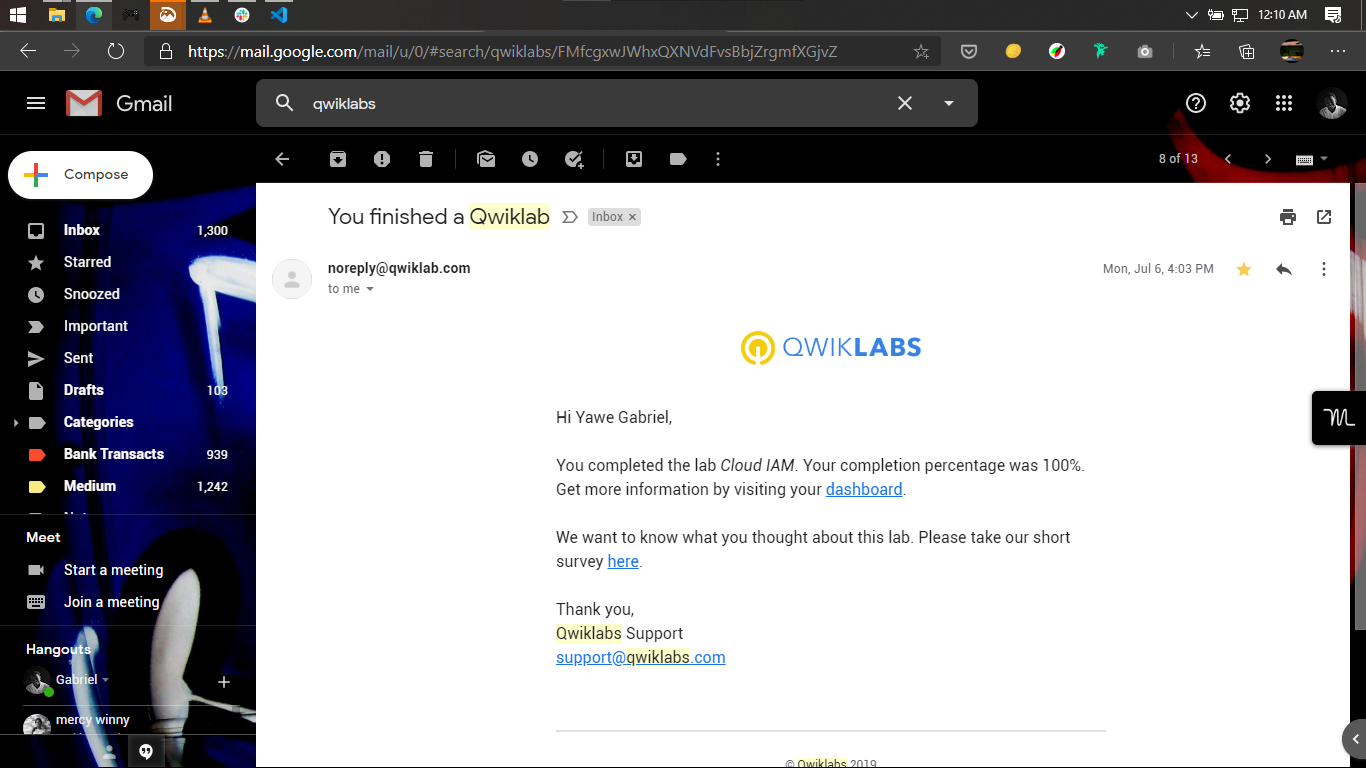 12:10 AM
https://mail.google.com/mail/u/0/#search/qwiklabs/FMfcgxwJWhxQXNVdFvsBbjZrgmfXGjvZ
Gmail
qwiklabs
Compose
8 of 13
Inbox 1,300
Starred
Snoozed
Important
Sent
Drafts 103
Categories
Bank Transacts 939
Medium 1,242
Meet
Start a meeting
Join a meeting
Hangouts
Gabriel
mercy winny
You finished a Qwiklab
Inbox
noreply@qwiklab.com
Mon, Jul 6, 4:03 PM
to me
QWIKLABS
Hi Yawe Gabriel,
You completed the lab Cloud IAM. Your completion percentage was 100%.
Get more information by visiting your dashboard.
We want to know what you thought about this lab. Please take our short
survey here.
Thank you,
Qwiklabs Support
support@qwiklabs.com
© Qwiklabs 2019